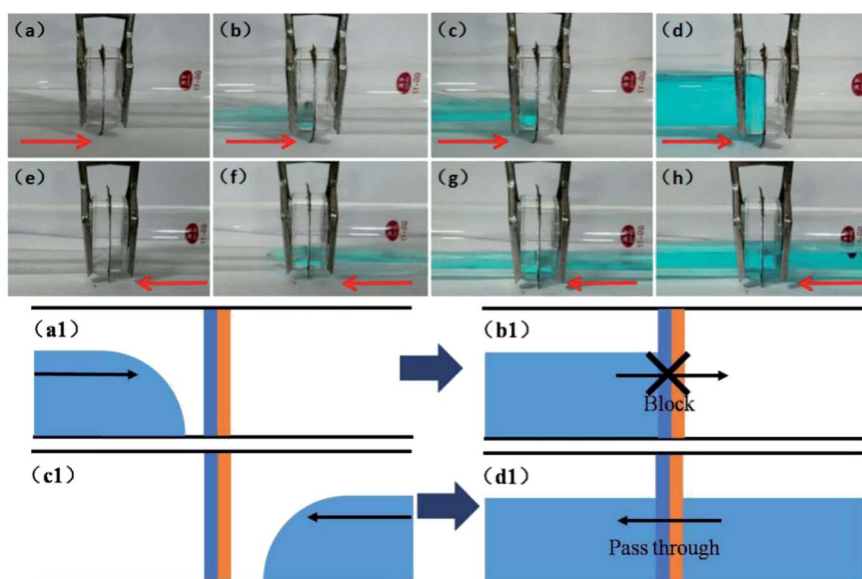 (a)
(b)
(c)
(d)
(e)
(f)
(g)
(h)
(a1)
(b1)
Block
(c1)
(d1)
Pass through